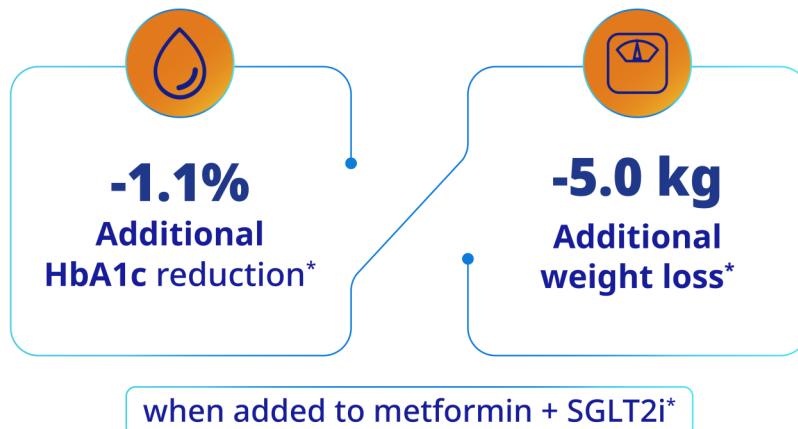 -1.1%
Additional
HbA1c reduction*
-5.0 kg
Additional
weight loss*
when added to metformin + SGLT2i*